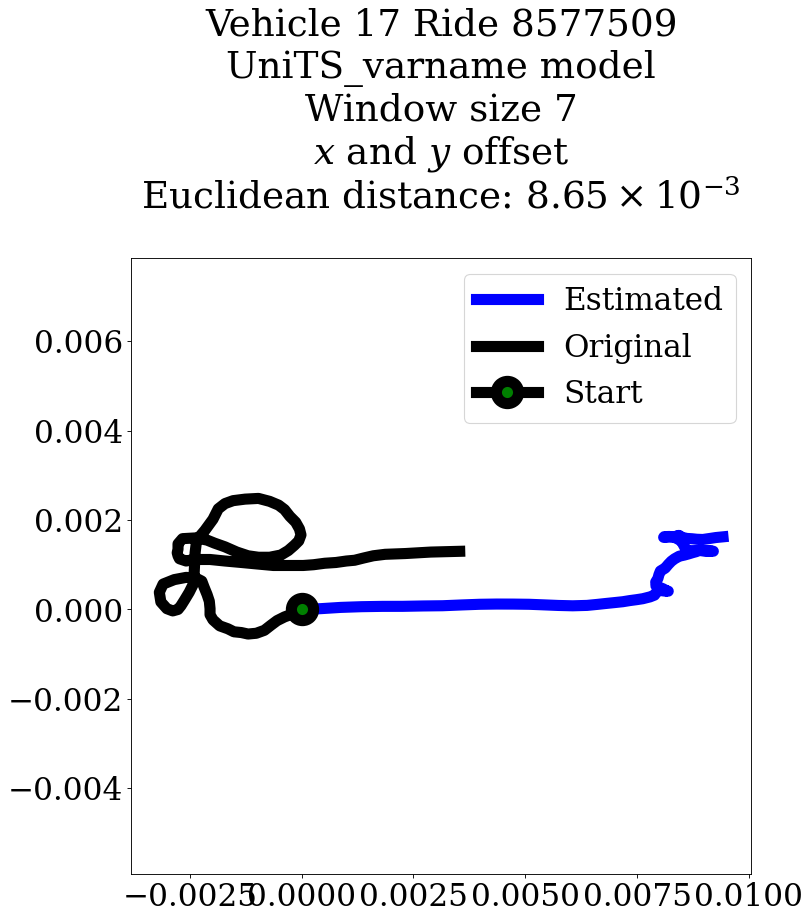 Vehicle 17 Ride 8577509
UniTS_varname model
Window size 7
x and y offset
Euclidean distance: 8.65 × 10⁻³
Estimated
Original
Start
0.006
0.004
0.002
0.000
−0.002
−0.004
−0.0025 0.0000 0.0025 0.0050 0.0075 0.0100